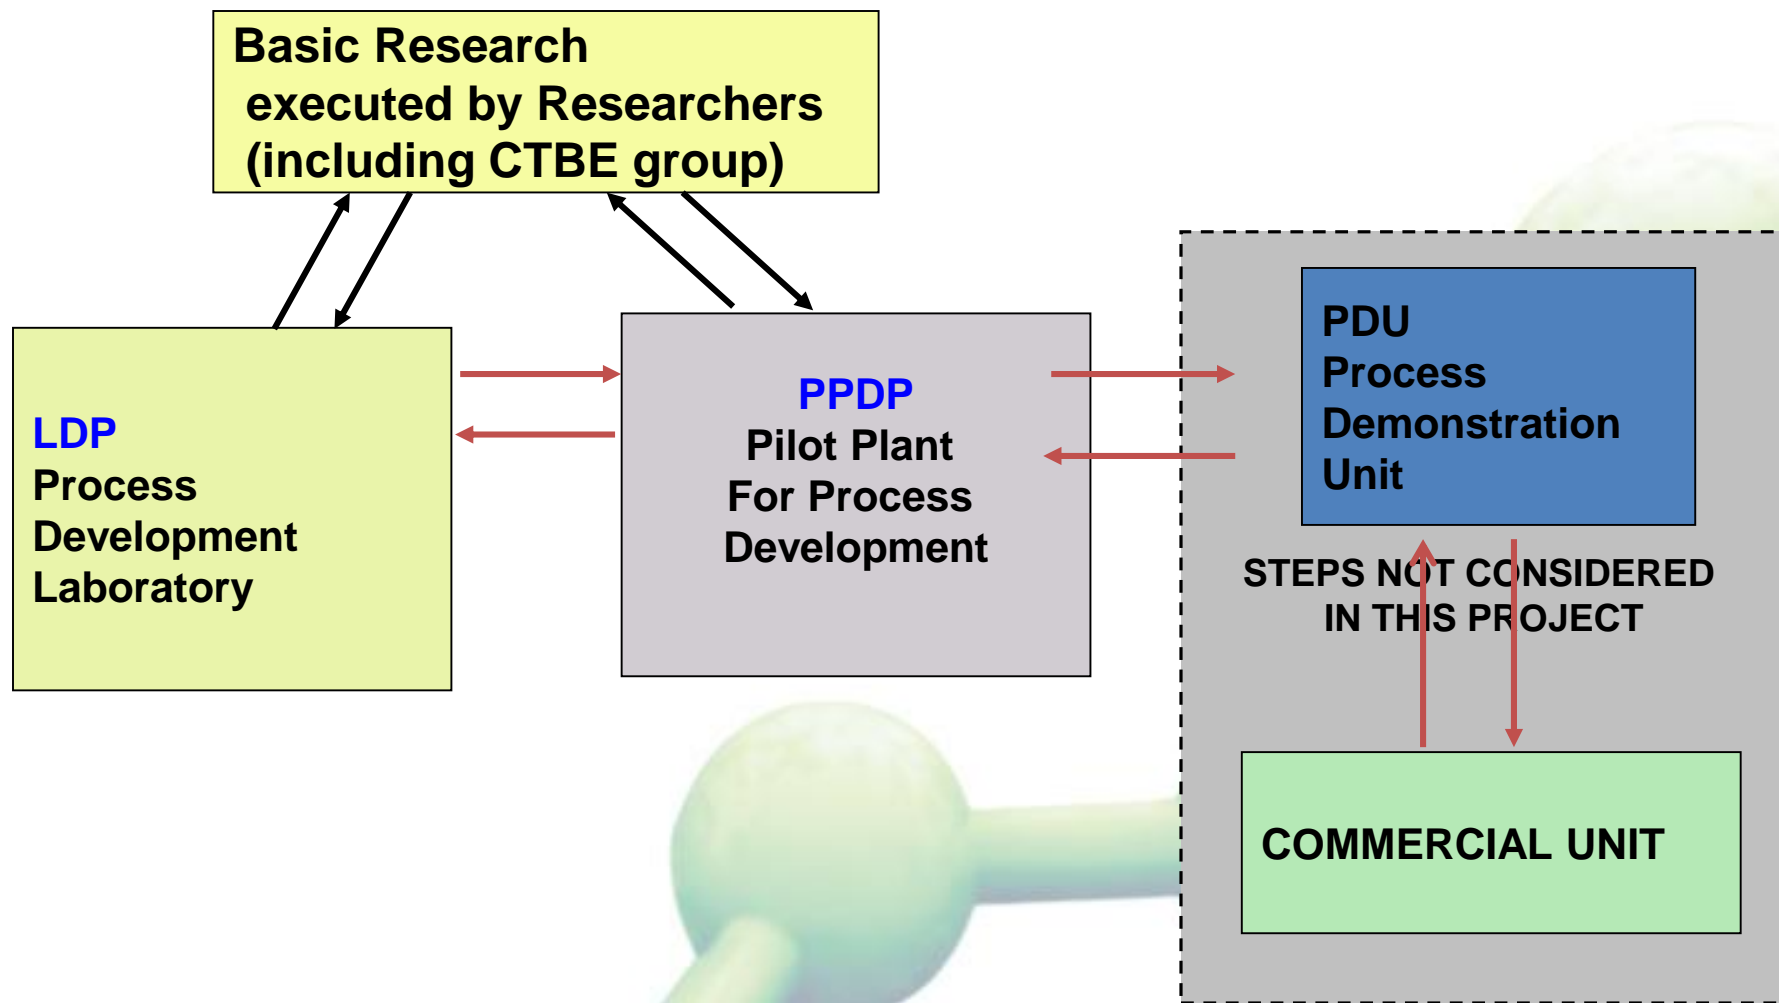 Basic Research
executed by Researchers
(including CTBE group)
LDP
Process
Development
Laboratory
PPDP
Pilot Plant
For Process
Development
PDU
Process
Demonstration
Unit
STEPS NOT CONSIDERED
IN THIS PROJECT
COMMERCIAL UNIT